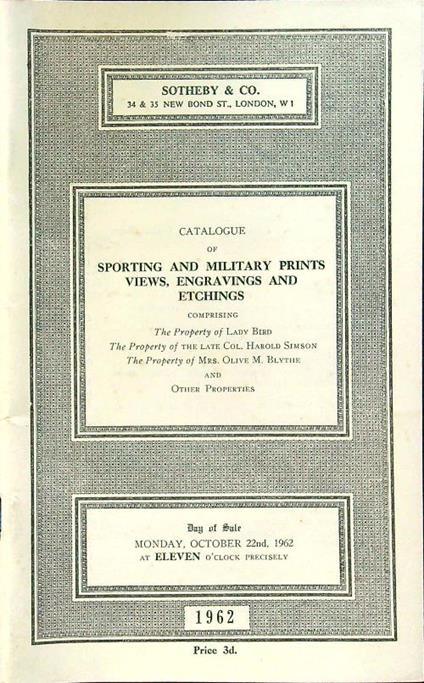 SOTHEBY & CO.
34 & 35 NEW BOND ST., LONDON, W 1
CATALOGUE
OF
SPORTING AND MILITARY PRINTS
VIEWS, ENGRAVINGS AND
ETCHINGS
COMPRISING
The Property of LADY BIRD
The Property of THE LATE COL. HAROLD SIMSON
The Property of MRS. OLIVE M. BLYTHE
AND
OTHER PROPERTIES
Day of Sale
MONDAY, OCTOBER 22nd, 1962
AT ELEVEN O'CLOCK PRECISELY
1962
Price 3d.